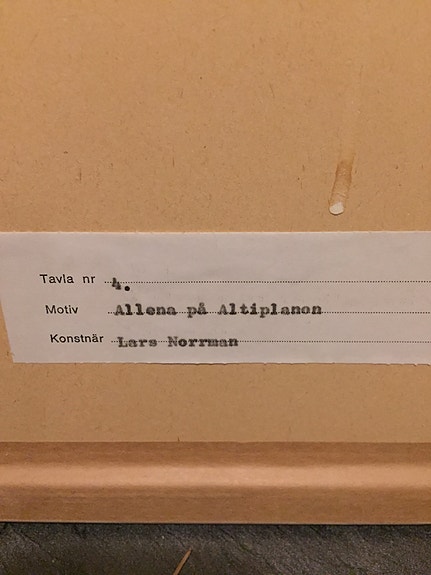 Tavla nr 4.
Motiv Allena på Altiplanon
Konstnär Lars Norrman